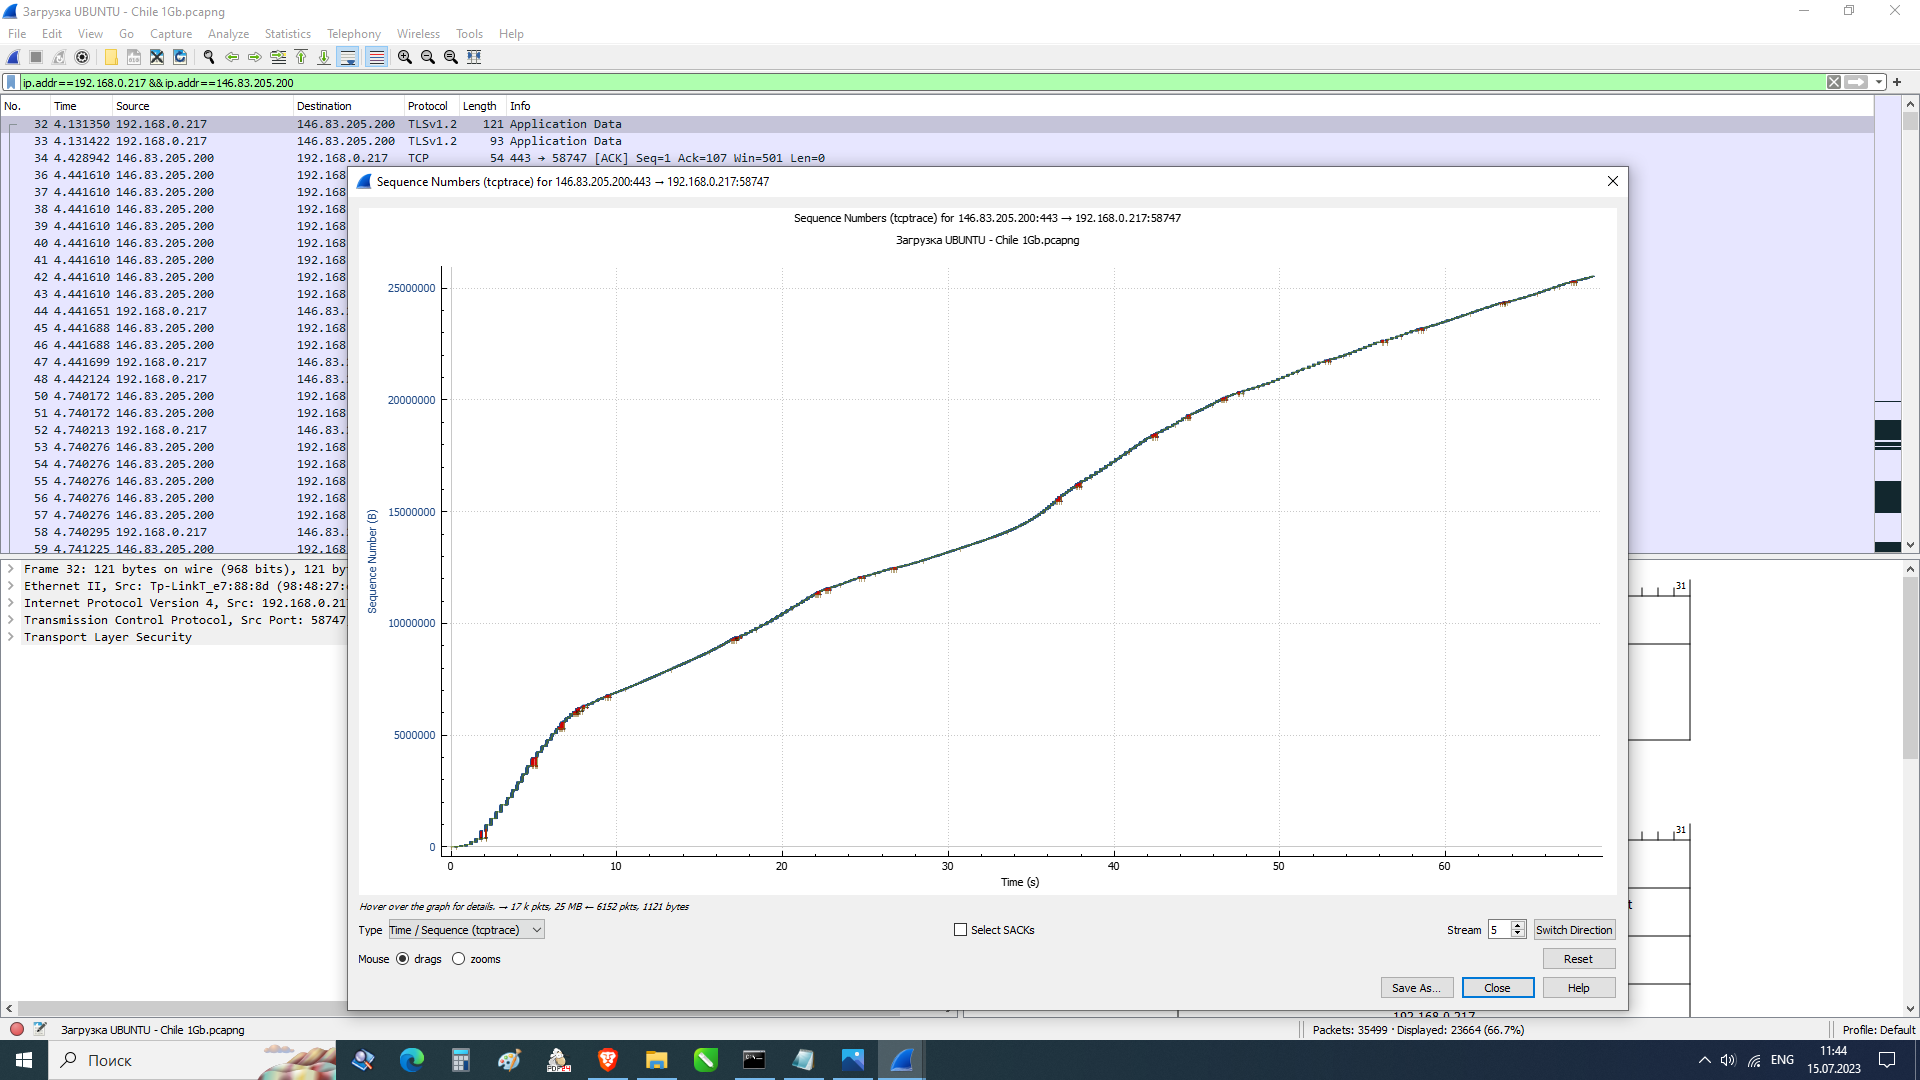 Загрузка UBUNTU - Chile 1Gb.pcapng
File Edit View Go Capture Analyze Statistics Telephony Wireless Tools Help
ip.addr==192.168.0.217 && ip.addr==146.83.205.200
No. Time Source Destination Protocol Length Info
32 4.131350 192.168.0.217 146.83.205.200 TLSv1.2 121 Application Data
33 4.131422 192.168.0.217 146.83.205.200 TLSv1.2 93 Application Data
34 4.428942 146.83.205.200 192.168.0.217 TCP 54 443 → 58747 [ACK] Seq=1 Ack=107 Win=501 Len=0
36 4.441610 146.83.205.200 192.168
37 4.441610 146.83.205.200 192.168
38 4.441610 146.83.205.200 192.168
39 4.441610 146.83.205.200 192.168
40 4.441610 146.83.205.200 192.168
41 4.441610 146.83.205.200 192.168
42 4.441610 146.83.205.200 192.168
43 4.441610 146.83.205.200 192.168
44 4.441651 192.168.0.217 146.83.
45 4.441688 146.83.205.200 192.168
46 4.441688 146.83.205.200 192.168
47 4.441699 192.168.0.217 146.83.
48 4.442124 192.168.0.217 146.83.
50 4.740172 146.83.205.200 192.168
51 4.740172 146.83.205.200 192.168
52 4.740213 192.168.0.217 146.83.
53 4.740276 146.83.205.200 192.168
54 4.740276 146.83.205.200 192.168
55 4.740276 146.83.205.200 192.168
56 4.740276 146.83.205.200 192.168
57 4.740276 146.83.205.200 192.168
58 4.740295 192.168.0.217 146.83.
59 4.741225 146.83.205.200 192.168
Frame 32: 121 bytes on wire (968 bits), 121 by
Ethernet II, Src: Tp-LinkT_e7:88:8d (98:48:27:
Internet Protocol Version 4, Src: 192.168.0.21
Transmission Control Protocol, Src Port: 58747
Transport Layer Security
Sequence Numbers (tcptrace) for 146.83.205.200:443 → 192.168.0.217:58747
Sequence Numbers (tcptrace) for 146.83.205.200:443 → 192.168.0.217:58747
Загрузка UBUNTU - Chile 1Gb.pcapng
Sequence Number (B)
25000000
20000000
15000000
10000000
5000000
0
0 10 20 30 40 50 60
Time (s)
Hover over the graph for details. → 17 k pkts, 25 MB ← 6152 pkts, 1121 bytes
Type Time / Sequence (tcptrace) Select SACKs Stream 5 Switch Direction
Mouse drags zooms Reset
Save As... Close Help
31
31
t
192.168.0.217
Загрузка UBUNTU - Chile 1Gb.pcapng Packets: 35499 · Displayed: 23664 (66.7%) Profile: Default
Поиск
PDF24
ENG
11:44
15.07.2023